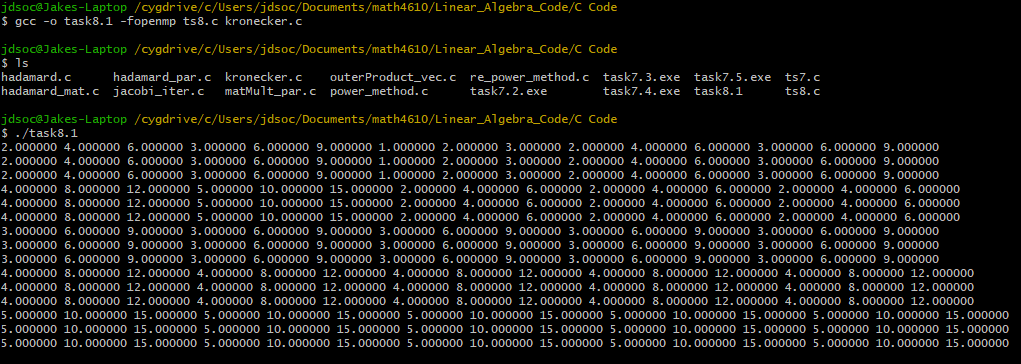 jdsoc@Jakes-Laptop /cygdrive/c/Users/jdsoc/Documents/math4610/Linear_Algebra_Code/C Code
$ gcc -o task8.1 -fopenmp ts8.c kronecker.c
jdsoc@Jakes-Laptop /cygdrive/c/Users/jdsoc/Documents/math4610/Linear_Algebra_Code/C Code
$ ls
hadamard.c      hadamard_par.c  kronecker.c    outerProduct_vec.c  re_power_method.c  task7.3.exe  task7.5.exe  ts7.c
hadamard_mat.c  jacobi_iter.c   matMult_par.c  power_method.c      task7.2.exe        task7.4.exe  task8.1      ts8.c
jdsoc@Jakes-Laptop /cygdrive/c/Users/jdsoc/Documents/math4610/Linear_Algebra_Code/C Code
$ ./task8.1
2.000000 4.000000 6.000000 3.000000 6.000000 9.000000 1.000000 2.000000 3.000000 2.000000 4.000000 6.000000 3.000000 6.000000 9.000000
2.000000 4.000000 6.000000 3.000000 6.000000 9.000000 1.000000 2.000000 3.000000 2.000000 4.000000 6.000000 3.000000 6.000000 9.000000
2.000000 4.000000 6.000000 3.000000 6.000000 9.000000 1.000000 2.000000 3.000000 2.000000 4.000000 6.000000 3.000000 6.000000 9.000000
4.000000 8.000000 12.000000 5.000000 10.000000 15.000000 2.000000 4.000000 6.000000 2.000000 4.000000 6.000000 2.000000 4.000000 6.000000
4.000000 8.000000 12.000000 5.000000 10.000000 15.000000 2.000000 4.000000 6.000000 2.000000 4.000000 6.000000 2.000000 4.000000 6.000000
4.000000 8.000000 12.000000 5.000000 10.000000 15.000000 2.000000 4.000000 6.000000 2.000000 4.000000 6.000000 2.000000 4.000000 6.000000
3.000000 6.000000 9.000000 3.000000 6.000000 9.000000 3.000000 6.000000 9.000000 3.000000 6.000000 9.000000 3.000000 6.000000 9.000000
3.000000 6.000000 9.000000 3.000000 6.000000 9.000000 3.000000 6.000000 9.000000 3.000000 6.000000 9.000000 3.000000 6.000000 9.000000
3.000000 6.000000 9.000000 3.000000 6.000000 9.000000 3.000000 6.000000 9.000000 3.000000 6.000000 9.000000 3.000000 6.000000 9.000000
4.000000 8.000000 12.000000 4.000000 8.000000 12.000000 4.000000 8.000000 12.000000 4.000000 8.000000 12.000000 4.000000 8.000000 12.000000
4.000000 8.000000 12.000000 4.000000 8.000000 12.000000 4.000000 8.000000 12.000000 4.000000 8.000000 12.000000 4.000000 8.000000 12.000000
4.000000 8.000000 12.000000 4.000000 8.000000 12.000000 4.000000 8.000000 12.000000 4.000000 8.000000 12.000000 4.000000 8.000000 12.000000
5.000000 10.000000 15.000000 5.000000 10.000000 15.000000 5.000000 10.000000 15.000000 5.000000 10.000000 15.000000 5.000000 10.000000 15.000000
5.000000 10.000000 15.000000 5.000000 10.000000 15.000000 5.000000 10.000000 15.000000 5.000000 10.000000 15.000000 5.000000 10.000000 15.000000
5.000000 10.000000 15.000000 5.000000 10.000000 15.000000 5.000000 10.000000 15.000000 5.000000 10.000000 15.000000 5.000000 10.000000 15.000000